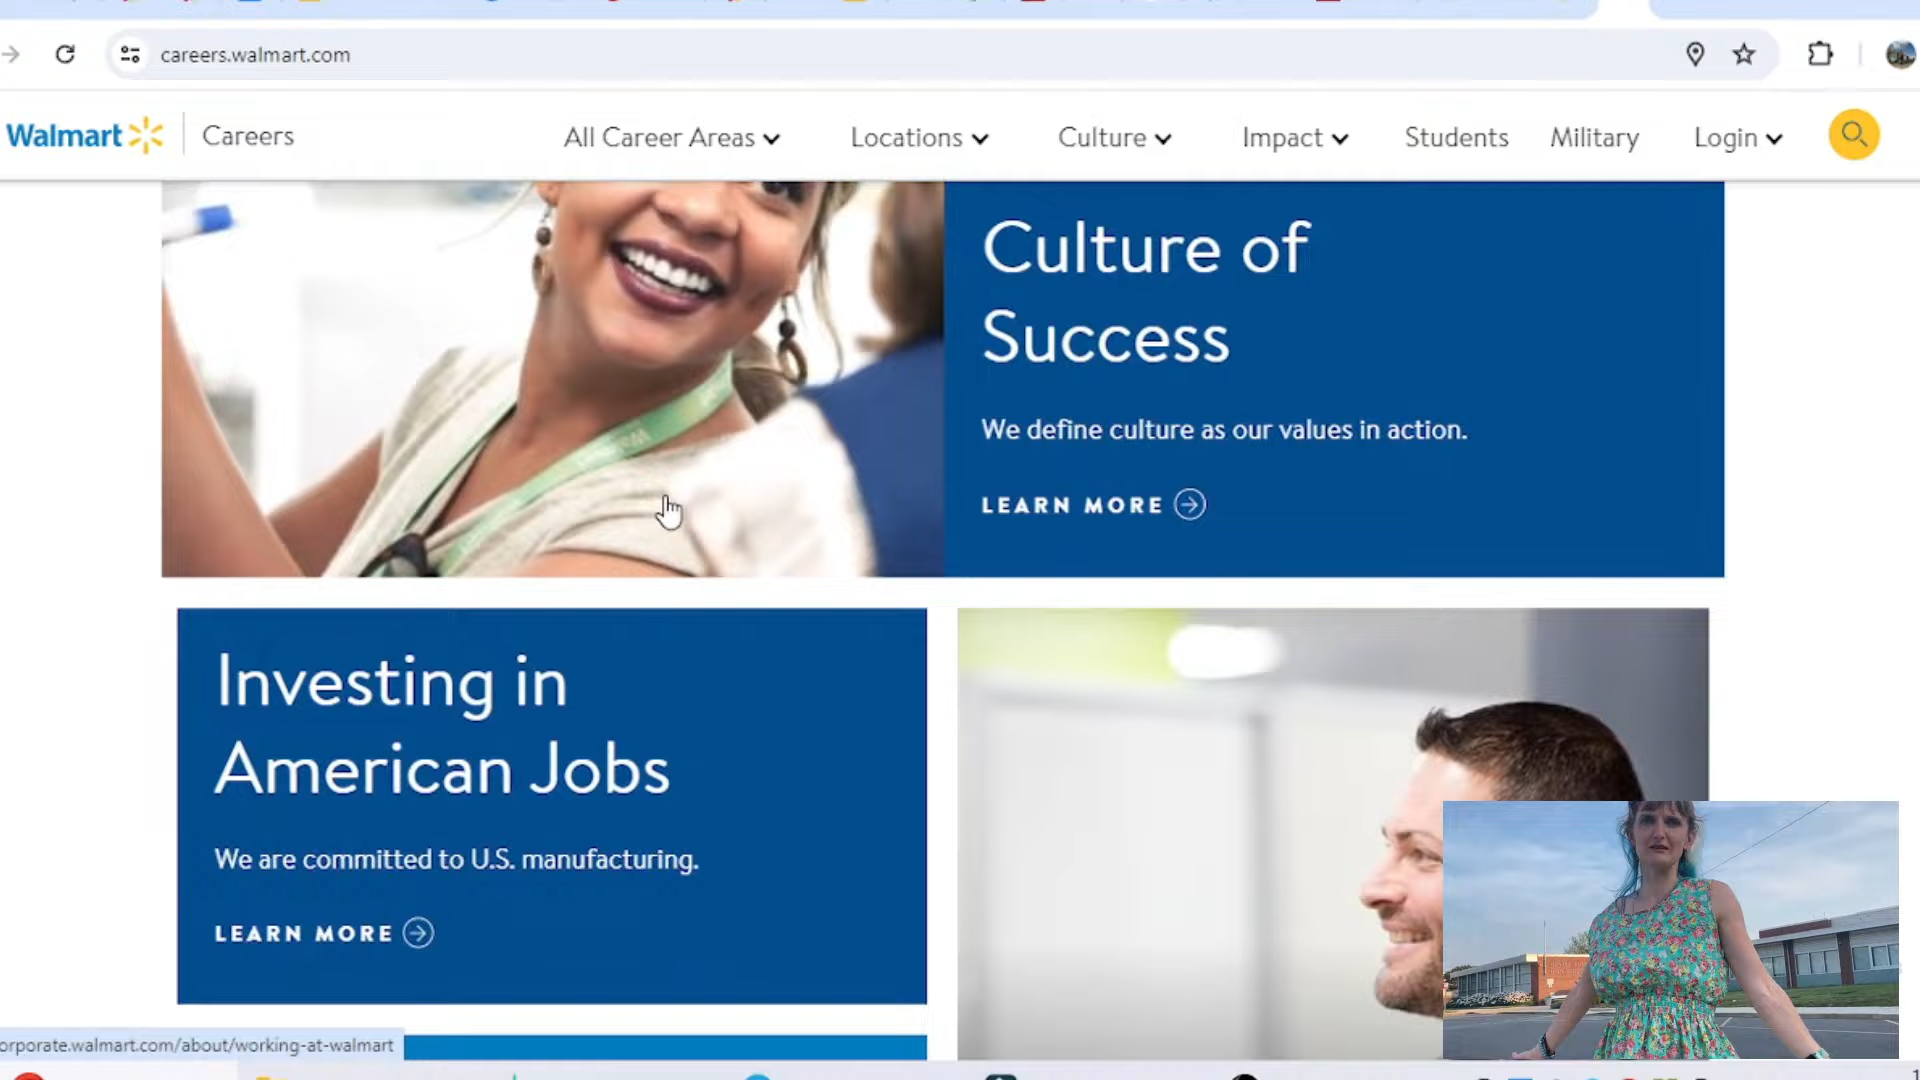 careers.walmart.com
Walmart Careers
All Career Areas Locations Culture Impact Students Military Login
Culture of
Success
We define culture as our values in action.
LEARN MORE
Investing in
American Jobs
We are committed to U.S. manufacturing.
LEARN MORE
orporate.walmart.com/about/working-at-walmart